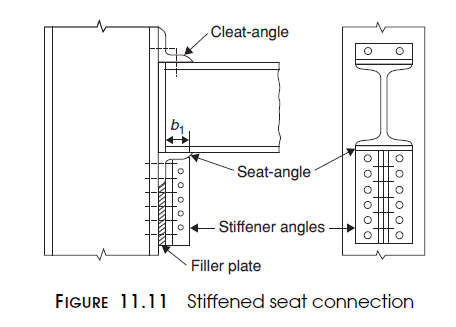 Cleat-angle
b1
Seat-angle
Stiffener angles
Filler plate
FIGURE 11.11 Stiffened seat connection